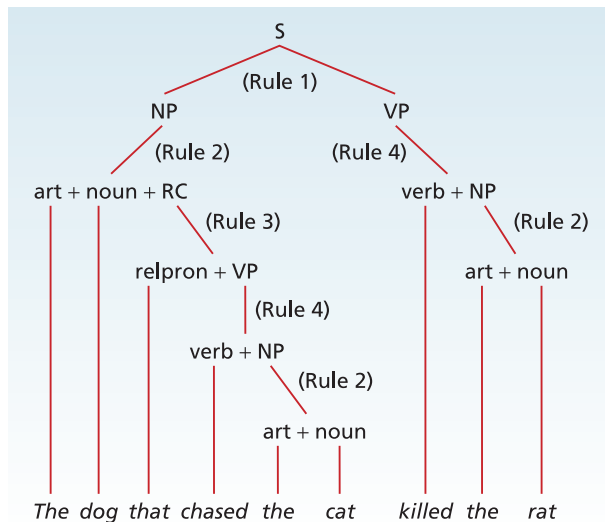 S
(Rule 1)
NP VP
(Rule 2) (Rule 4)
art + noun + RC verb + NP
(Rule 3) (Rule 2)
relpron + VP art + noun
(Rule 4)
verb + NP
(Rule 2)
art + noun
The dog that chased the cat killed the rat